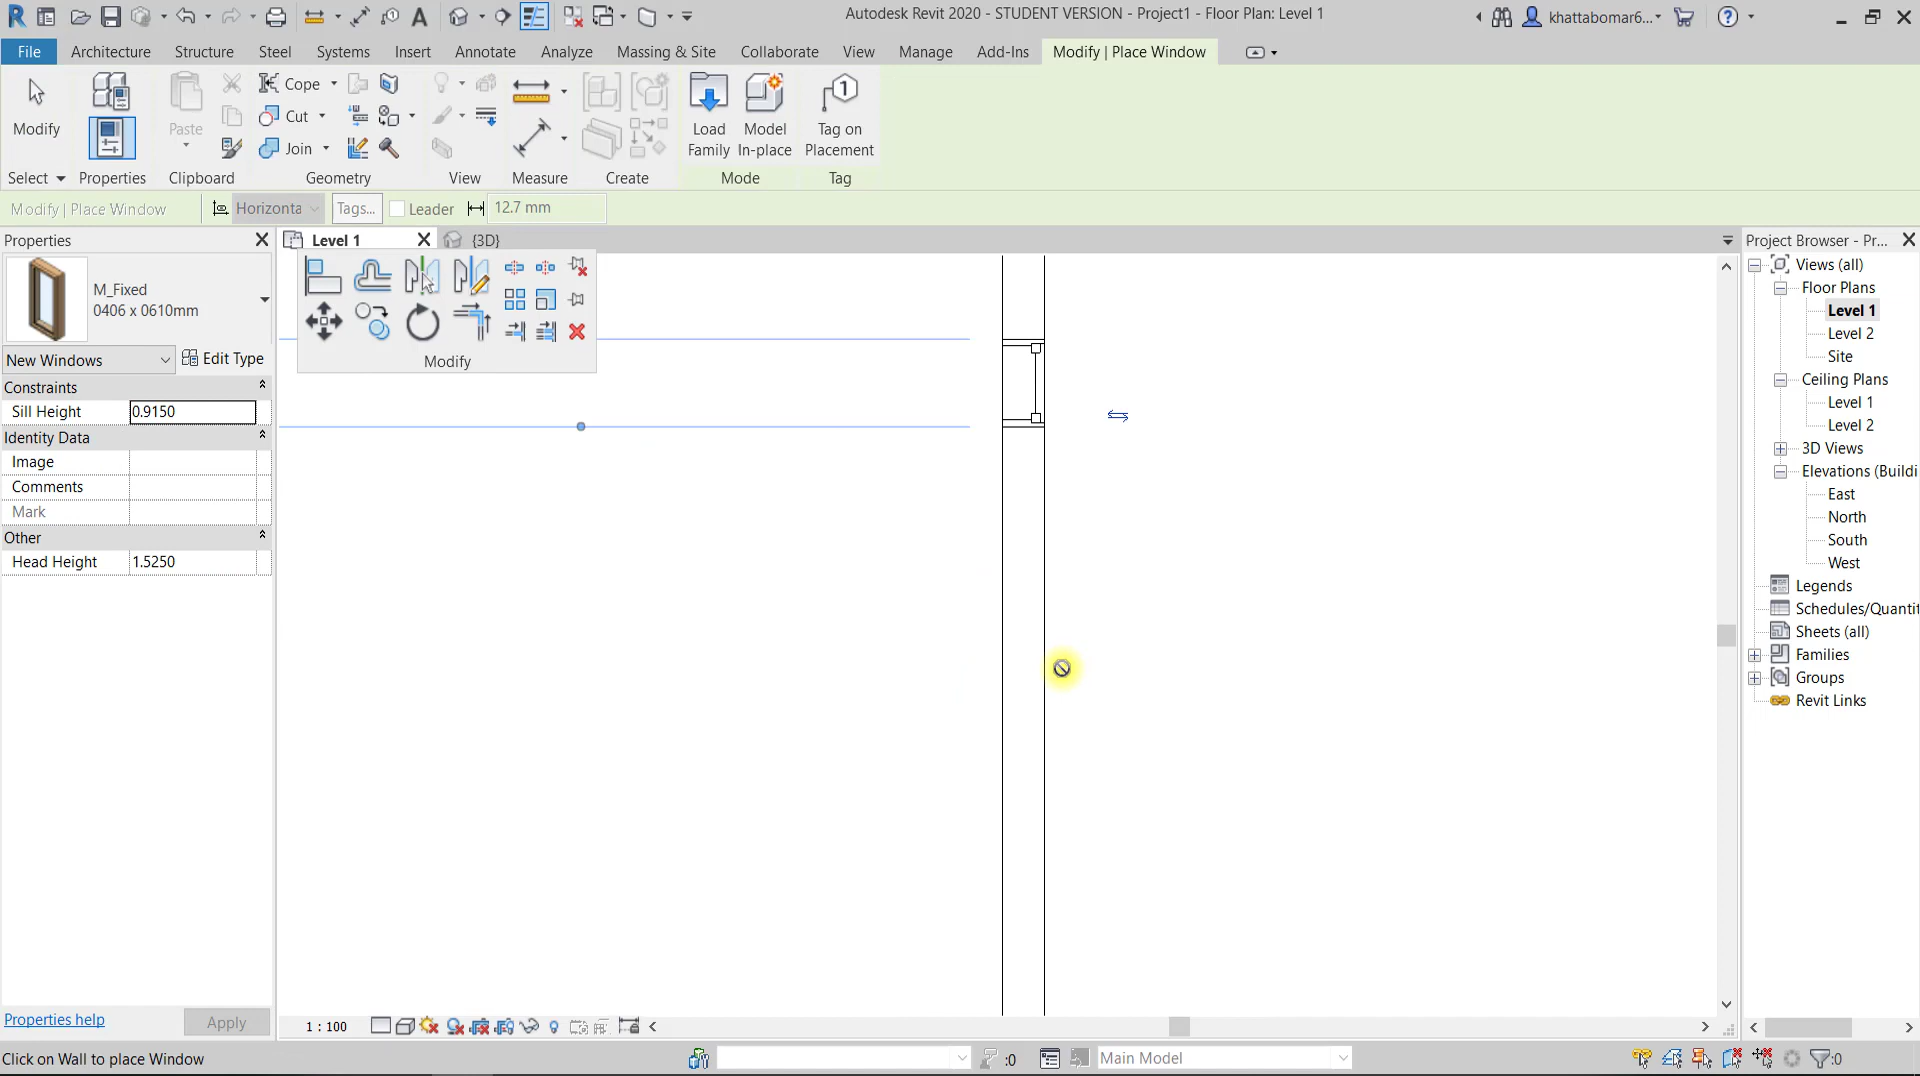 Autodesk Revit 2020 - STUDENT VERSION - Project1 - Floor Plan: Level 1
khattabomar6...
File Architecture Structure Steel Systems Insert Annotate Analyze Massing & Site Collaborate View Manage Add-Ins Modify | Place Window
Modify
Paste
Cope
Cut
Join
Load Family
Model In-place
Tag on Placement
Select Properties Clipboard Geometry View Measure Create Mode Tag
Modify | Place Window Horizonta Tags... Leader 12.7 mm
Properties
M_Fixed
0406 x 0610mm
New Windows Edit Type
Constraints
Sill Height 0.9150
Identity Data
Image
Comments
Mark
Other
Head Height 1.5250
Properties help Apply
Level 1 {3D}
Modify
1 : 100
Project Browser - Pr...
Views (all)
Floor Plans
Level 1
Level 2
Site
Ceiling Plans
Level 1
Level 2
3D Views
Elevations (Buildi
East
North
South
West
Legends
Schedules/Quantit
Sheets (all)
Families
Groups
Revit Links
Click on Wall to place Window :0 Main Model :0